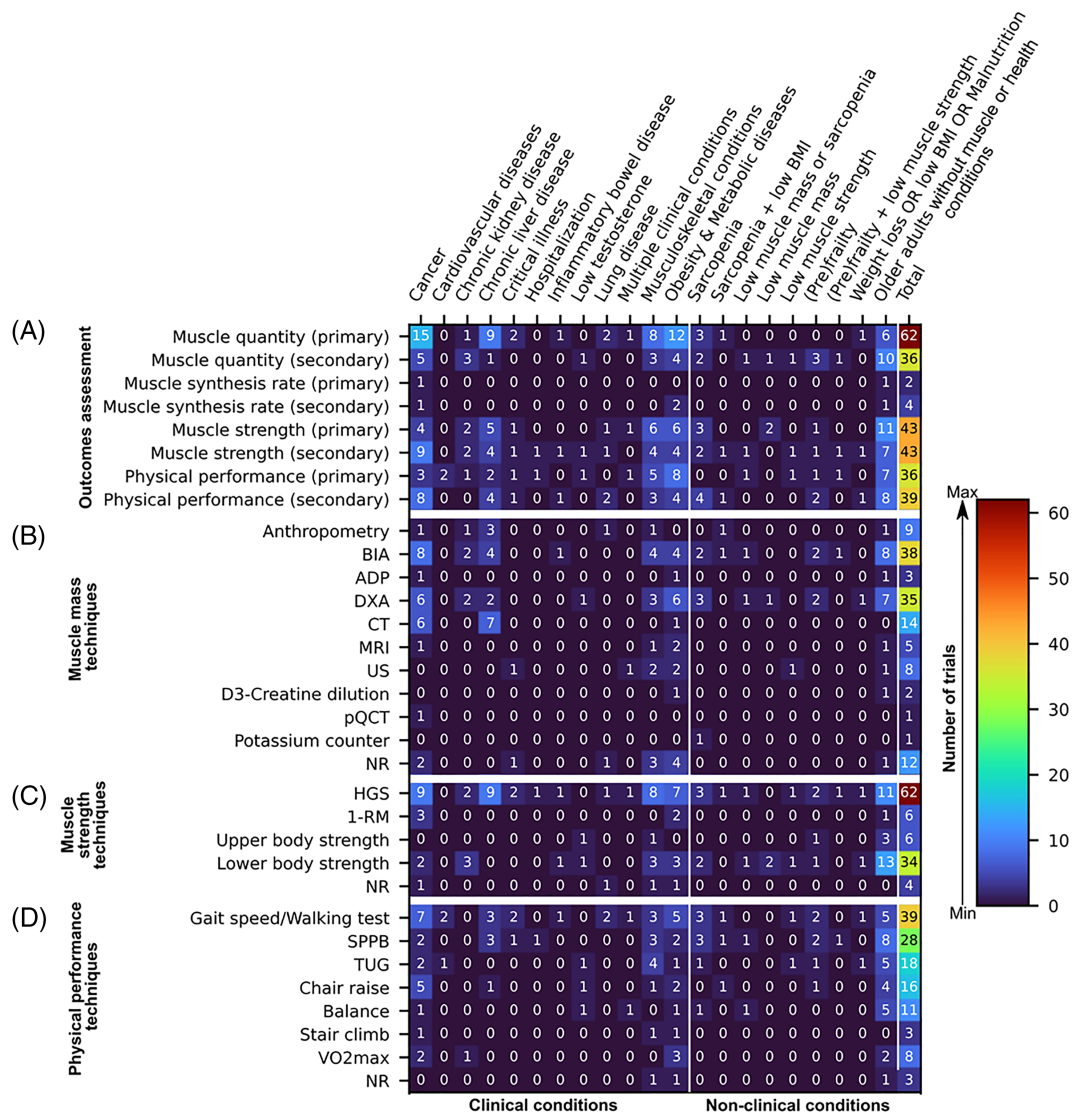 Cancer
Cardiovascular diseases
Chronic kidney disease
Chronic liver disease
Critical illness
Hospitalization
Inflammatory bowel disease
Low testosterone
Lung disease
Multiple clinical conditions
Musculoskeletal conditions
Obesity & Metabolic diseases
Sarcopenia
Sarcopenia + low BMI
Low muscle mass or sarcopenia
Low muscle mass
Low muscle strength
(Pre)frailty
(Pre)frailty + low muscle strength
Weight loss OR low BMI OR Malnutrition
Older adults without muscle or health
conditions
Total
(A)
Outcomes assessment
Muscle quantity (primary) 15 0 1 9 2 0 1 0 2 1 8 12 3 1 0 0 0 0 0 1 6 62
Muscle quantity (secondary) 5 0 3 1 0 0 0 1 0 0 3 4 2 0 1 1 1 3 1 0 10 36
Muscle synthesis rate (primary) 1 0 0 0 0 0 0 0 0 0 0 0 0 0 0 0 0 0 0 0 1 2
Muscle synthesis rate (secondary) 1 0 0 0 0 0 0 0 0 0 0 2 0 0 0 0 0 0 0 0 1 4
Muscle strength (primary) 4 0 2 5 1 0 0 0 1 1 6 6 3 0 0 2 0 1 0 0 11 43
Muscle strength (secondary) 9 0 2 4 1 1 1 1 0 0 4 4 2 1 1 0 1 1 1 1 7 43
Physical performance (primary) 3 2 1 2 1 1 0 1 0 0 5 8 0 0 1 0 1 1 1 0 7 36
Physical performance (secondary) 8 0 0 4 1 0 1 0 2 0 3 4 4 1 0 0 0 2 0 1 8 39
(B)
Muscle mass
techniques
Anthropometry 1 0 1 3 0 0 0 0 1 0 1 0 0 1 0 0 0 0 0 0 1 9
BIA 8 0 2 4 0 0 1 0 0 0 4 4 2 1 1 0 0 2 1 0 8 38
ADP 1 0 0 0 0 0 0 0 0 0 0 1 0 0 0 0 0 0 0 0 1 3
DXA 6 0 2 2 0 0 0 1 0 0 3 6 3 0 1 1 0 2 0 1 7 35
CT 6 0 0 7 0 0 0 0 0 0 0 1 0 0 0 0 0 0 0 0 0 14
MRI 1 0 0 0 0 0 0 0 0 0 1 2 0 0 0 0 0 0 0 0 1 5
US 0 0 0 0 1 0 0 0 0 1 2 2 0 0 0 0 1 0 0 0 1 8
D3-Creatine dilution 0 0 0 0 0 0 0 0 0 0 0 1 0 0 0 0 0 0 0 0 1 2
pQCT 1 0 0 0 0 0 0 0 0 0 0 0 0 0 0 0 0 0 0 0 0 1
Potassium counter 0 0 0 0 0 0 0 0 0 0 0 0 1 0 0 0 0 0 0 0 0 1
NR 2 0 0 0 1 0 0 0 1 0 3 4 0 0 0 0 0 0 0 0 1 12
(C)
Muscle
strength
techniques
HGS 9 0 2 9 2 1 1 0 1 1 8 7 3 1 1 0 1 2 1 1 11 62
1-RM 3 0 0 0 0 0 0 0 0 0 0 2 0 0 0 0 0 0 0 0 1 6
Upper body strength 0 0 0 0 0 0 0 1 0 0 1 0 0 0 0 0 0 1 0 0 3 6
Lower body strength 2 0 3 0 0 0 1 1 0 0 3 3 2 0 1 2 1 1 0 1 13 34
NR 1 0 0 0 0 0 0 0 1 0 1 1 0 0 0 0 0 0 0 0 0 4
(D)
Physical performance
techniques
Gait speed/Walking test 7 2 0 3 2 0 1 0 2 1 3 5 3 1 0 0 1 2 0 1 5 39
SPPB 2 0 0 3 1 1 0 0 0 0 3 2 3 1 1 0 0 2 1 0 8 28
TUG 2 1 0 0 0 0 0 1 0 0 4 1 1 0 0 0 1 1 0 1 5 18
Chair raise 5 0 0 1 0 0 0 1 0 0 1 2 0 1 0 0 0 1 0 0 4 16
Balance 1 0 0 0 0 0 0 1 0 1 0 1 1 0 1 0 0 0 0 0 5 11
Stair climb 1 0 0 0 0 0 0 0 0 0 1 1 0 0 0 0 0 0 0 0 0 3
VO2max 2 0 1 0 0 0 0 0 0 0 0 3 0 0 0 0 0 0 0 0 2 8
NR 0 0 0 0 0 0 0 0 0 0 1 1 0 0 0 0 0 0 0 0 1 3
Clinical conditions
Non-clinical conditions
Max
Number of trials
Min
60
50
40
30
20
10
0